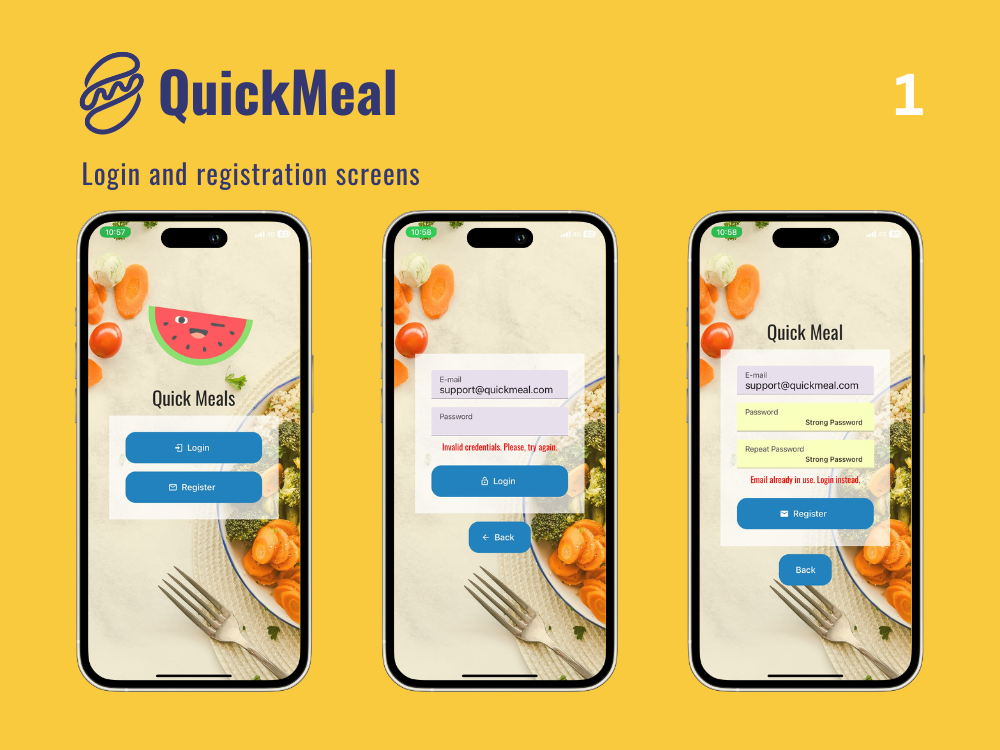 QuickMeal
1
Login and registration screens
10:57
Quick Meals
Login
Register
10:58
E-mail
support@quickmeal.com
Password
Invalid credentials. Please, try again.
Login
Back
10:58
Quick Meal
E-mail
support@quickmeal.com
Password
Strong Password
Repeat Password
Strong Password
Email already in use. Login instead.
Register
Back